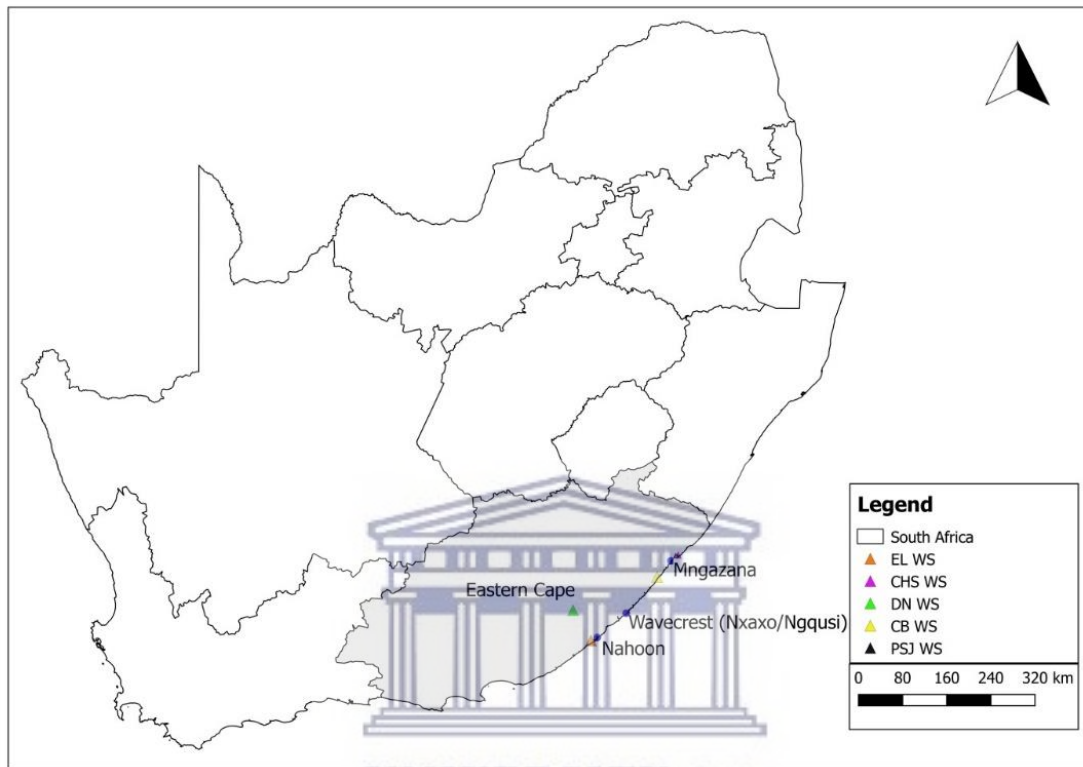 Mngazana
Eastern Cape
Wavecrest (Nxaxo/Ngqusi)
Nahoon
Legend
South Africa
EL WS
CHS WS
DN WS
CB WS
PSJ WS
0 80 160 240 320 km